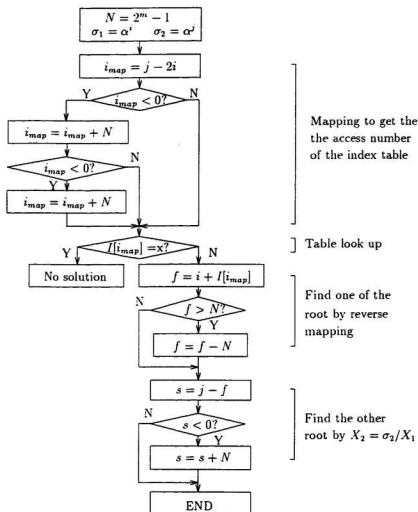 N = 2^m − 1
σ₁ = α^i   σ₂ = α^j
i_map = j − 2i
Y
i_map < 0?
N
i_map = i_map + N
i_map < 0?
N
Y
i_map = i_map + N
Mapping to get the
the access number
of the index table
Y
I[i_map] =x?
N
Table look up
No solution
f = i + I[i_map]
N
f > N?
Y
f = f − N
Find one of the
root by reverse
mapping
s = j − f
N
s < 0?
Y
s = s + N
Find the other
root by X₂ = σ₂/X₁
END